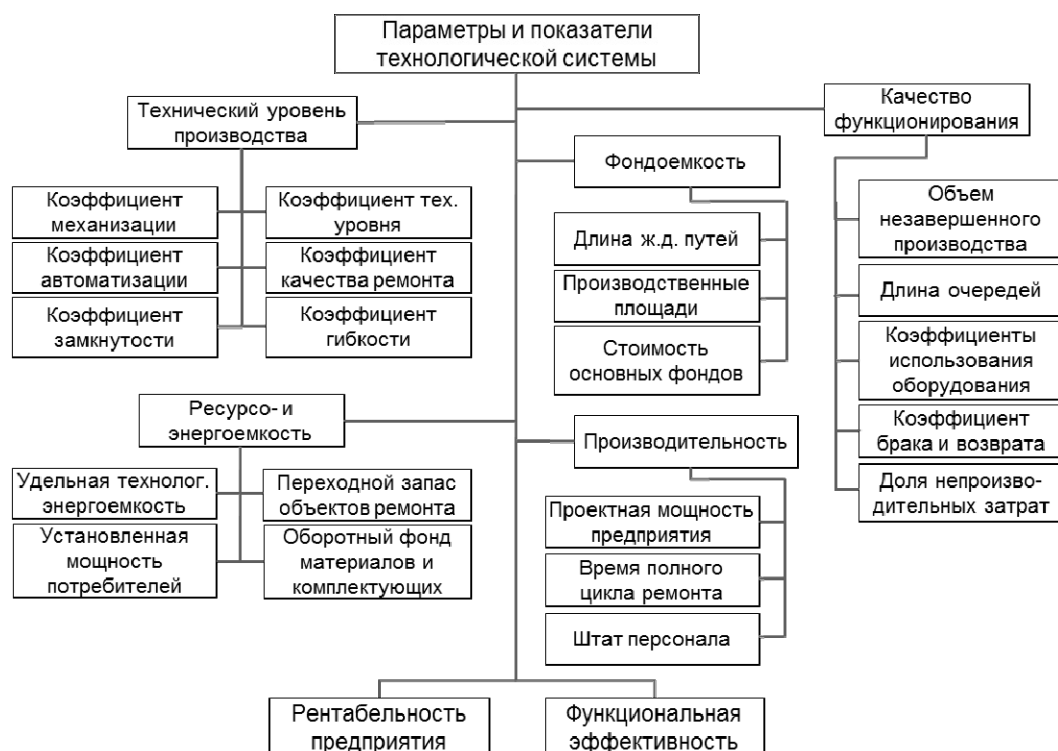 Параметры и показатели
технологической системы
Технический уровень
производства
Коэффициент
механизации
Коэффициент тех.
уровня
Коэффициент
автоматизации
Коэффициент
качества ремонта
Коэффициент
замкнутости
Коэффициент
гибкости
Фондоемкость
Длина ж.д. путей
Производственные
площади
Стоимость
основных фондов
Качество
функционирования
Объем
незавершенного
производства
Длина очередей
Коэффициенты
использования
оборудования
Коэффициент
брака и возврата
Доля непроизво-
дительных затрат
Ресурсо- и
энергоемкость
Удельная технолог.
энергоемкость
Переходной запас
объектов ремонта
Установленная
мощность
потребителей
Оборотный фонд
материалов и
комплектующих
Производительность
Проектная мощность
предприятия
Время полного
цикла ремонта
Штат персонала
Рентабельность
предприятия
Функциональная
эффективность